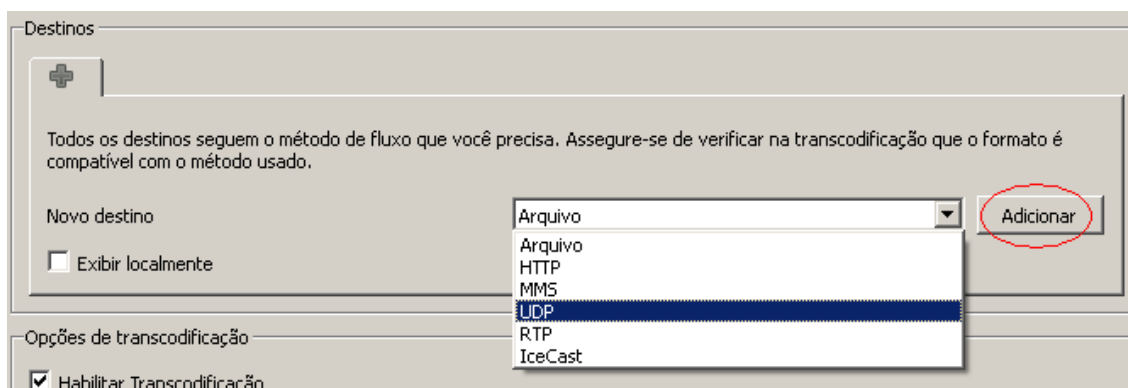 Destinos
Todos os destinos seguem o método de fluxo que você precisa. Assegure-se de verificar na transcodificação que o formato é
compatível com o método usado.
Novo destino
Arquivo
Adicionar
Arquivo
HTTP
MMS
UDP
RTP
IceCast
Exibir localmente
Opções de transcodificação
Habilitar Transcodificação